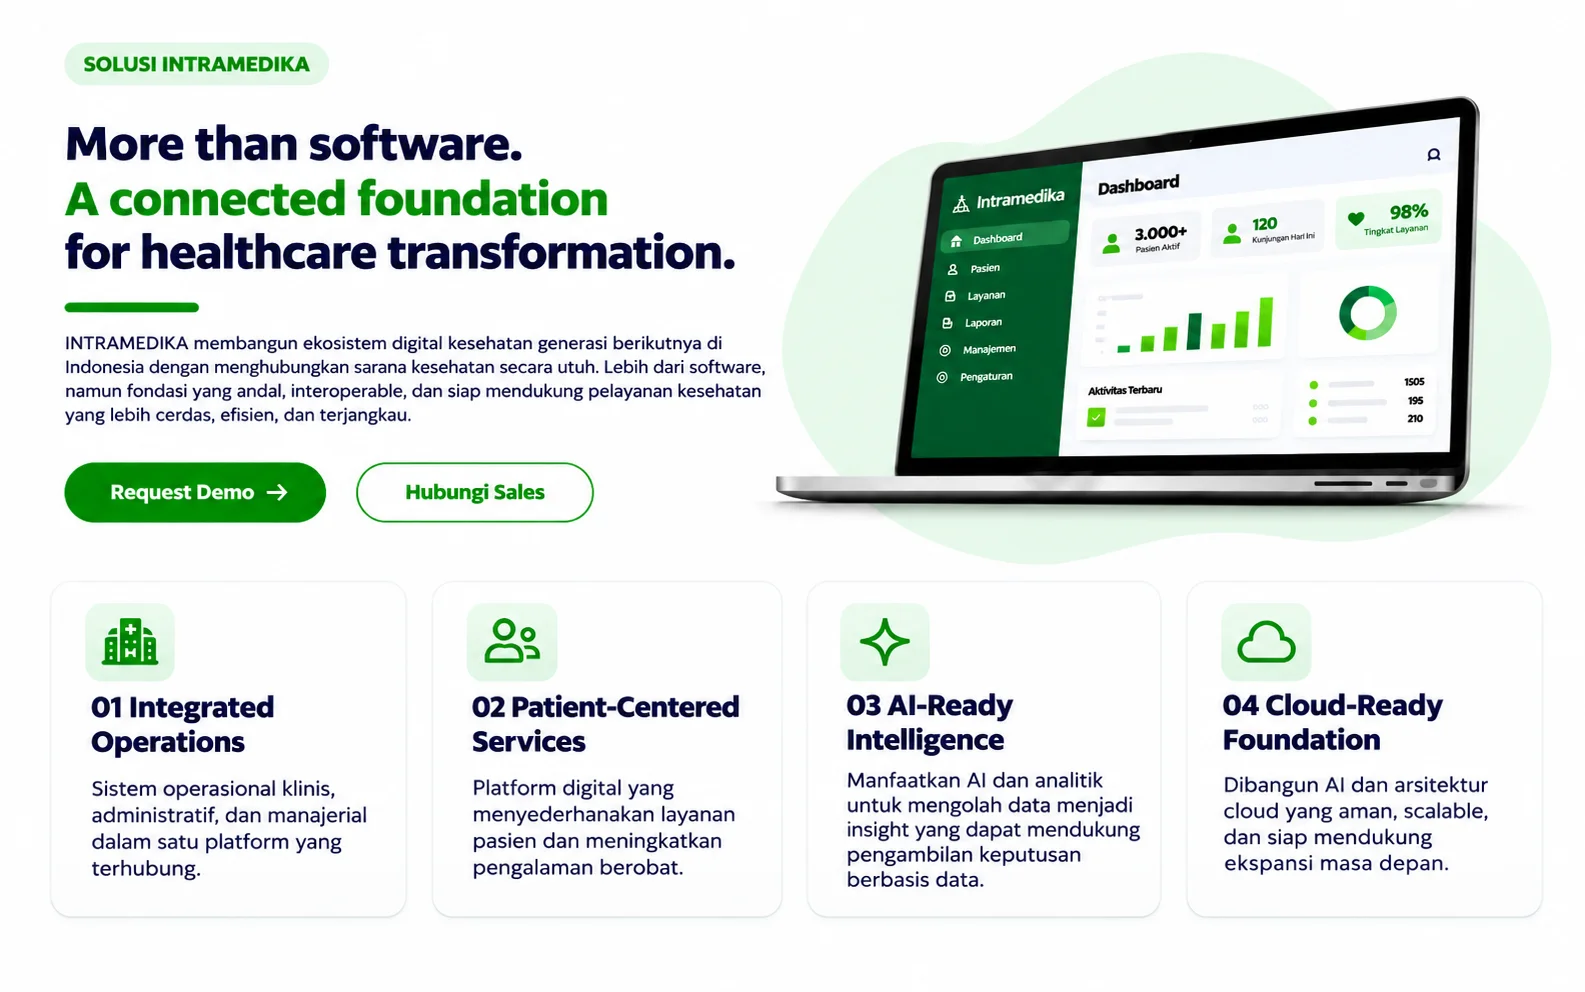 SOLUSI INTRAMEDIKA
More than software.
A connected foundation
for healthcare transformation.
INTRAMEDIKA membangun ekosistem digital kesehatan generasi berikutnya di
Indonesia dengan menghubungkan sarana kesehatan secara utuh. Lebih dari software,
namun fondasi yang andal, interoperable, dan siap mendukung pelayanan kesehatan
yang lebih cerdas, efisien, dan terjangkau.
Request Demo →
Hubungi Sales
Intramedika
Dashboard
Pasien
Layanan
Laporan
Manajemen
Pengaturan
Dashboard
3.000+
Pasien Aktif
120
Kunjungan Hari Ini
98%
Tingkat Layanan
Aktivitas Terbaru
1505
195
210
01 Integrated
Operations
Sistem operasional klinis,
administratif, dan manajerial
dalam satu platform yang
terhubung.
02 Patient-Centered
Services
Platform digital yang
menyederhanakan layanan
pasien dan meningkatkan
pengalaman berobat.
03 AI-Ready
Intelligence
Manfaatkan AI dan analitik
untuk mengolah data menjadi
insight yang dapat mendukung
pengambilan keputusan
berbasis data.
04 Cloud-Ready
Foundation
Dibangun AI dan arsitektur
cloud yang aman, scalable,
dan siap mendukung
ekspansi masa depan.